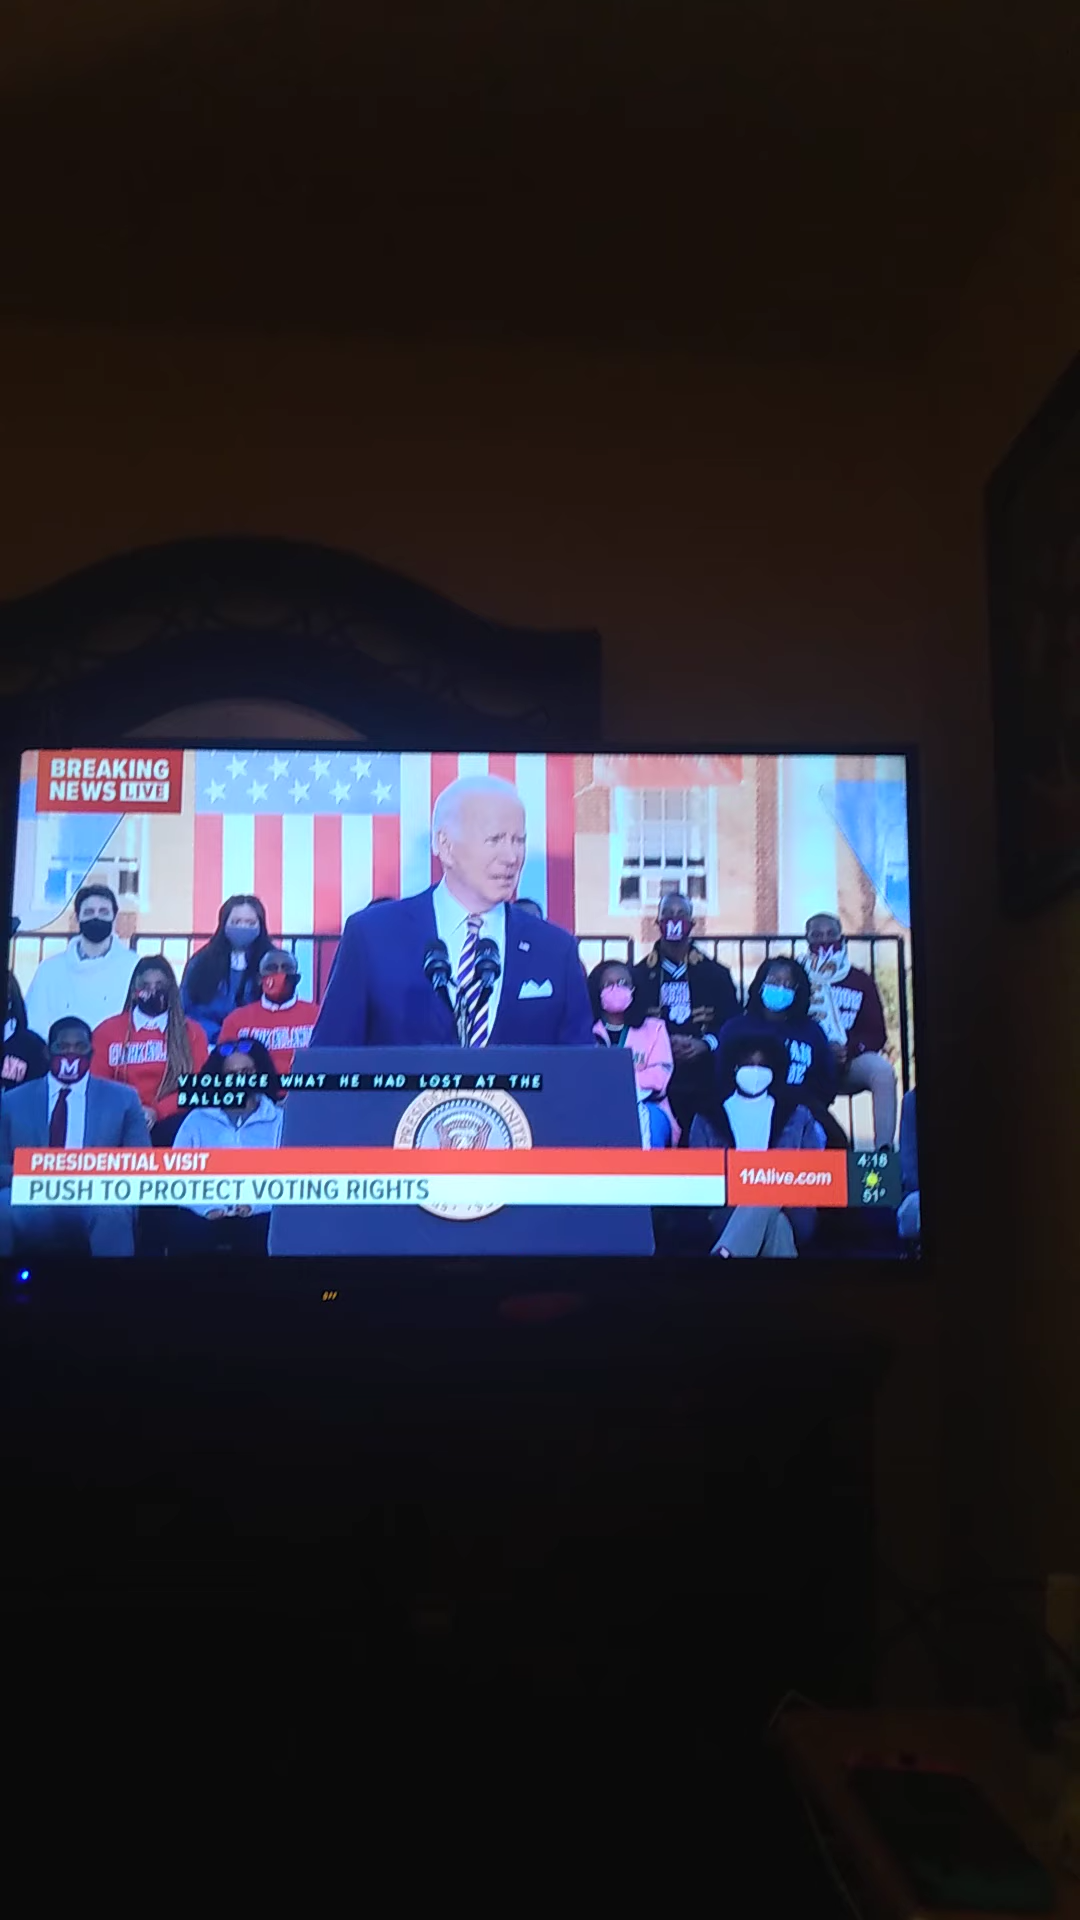 BREAKING
NEWS LIVE
M
M
M
VIOLENCE WHAT HE HAD LOST AT THE
BALLOT
PRESIDENTIAL VISIT
PUSH TO PROTECT VOTING RIGHTS
11Alive.com
4:18
51°